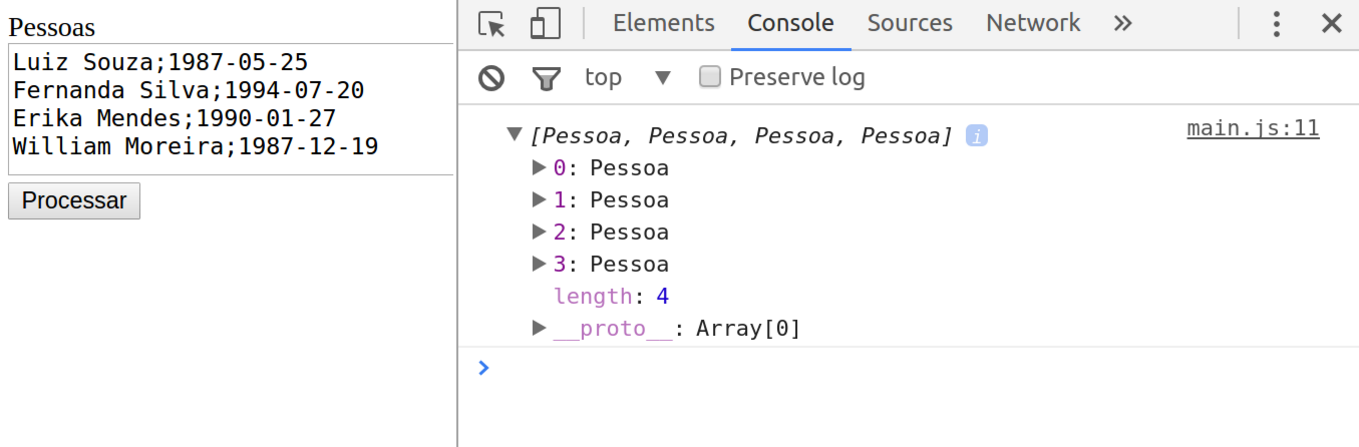 Pessoas
Luiz Souza;1987-05-25
Fernanda Silva;1994-07-20
Erika Mendes;1990-01-27
William Moreira;1987-12-19
Processar
Elements Console Sources Network
top Preserve log
[Pessoa, Pessoa, Pessoa, Pessoa] i main.js:11
0: Pessoa
1: Pessoa
2: Pessoa
3: Pessoa
length: 4
__proto__: Array[0]